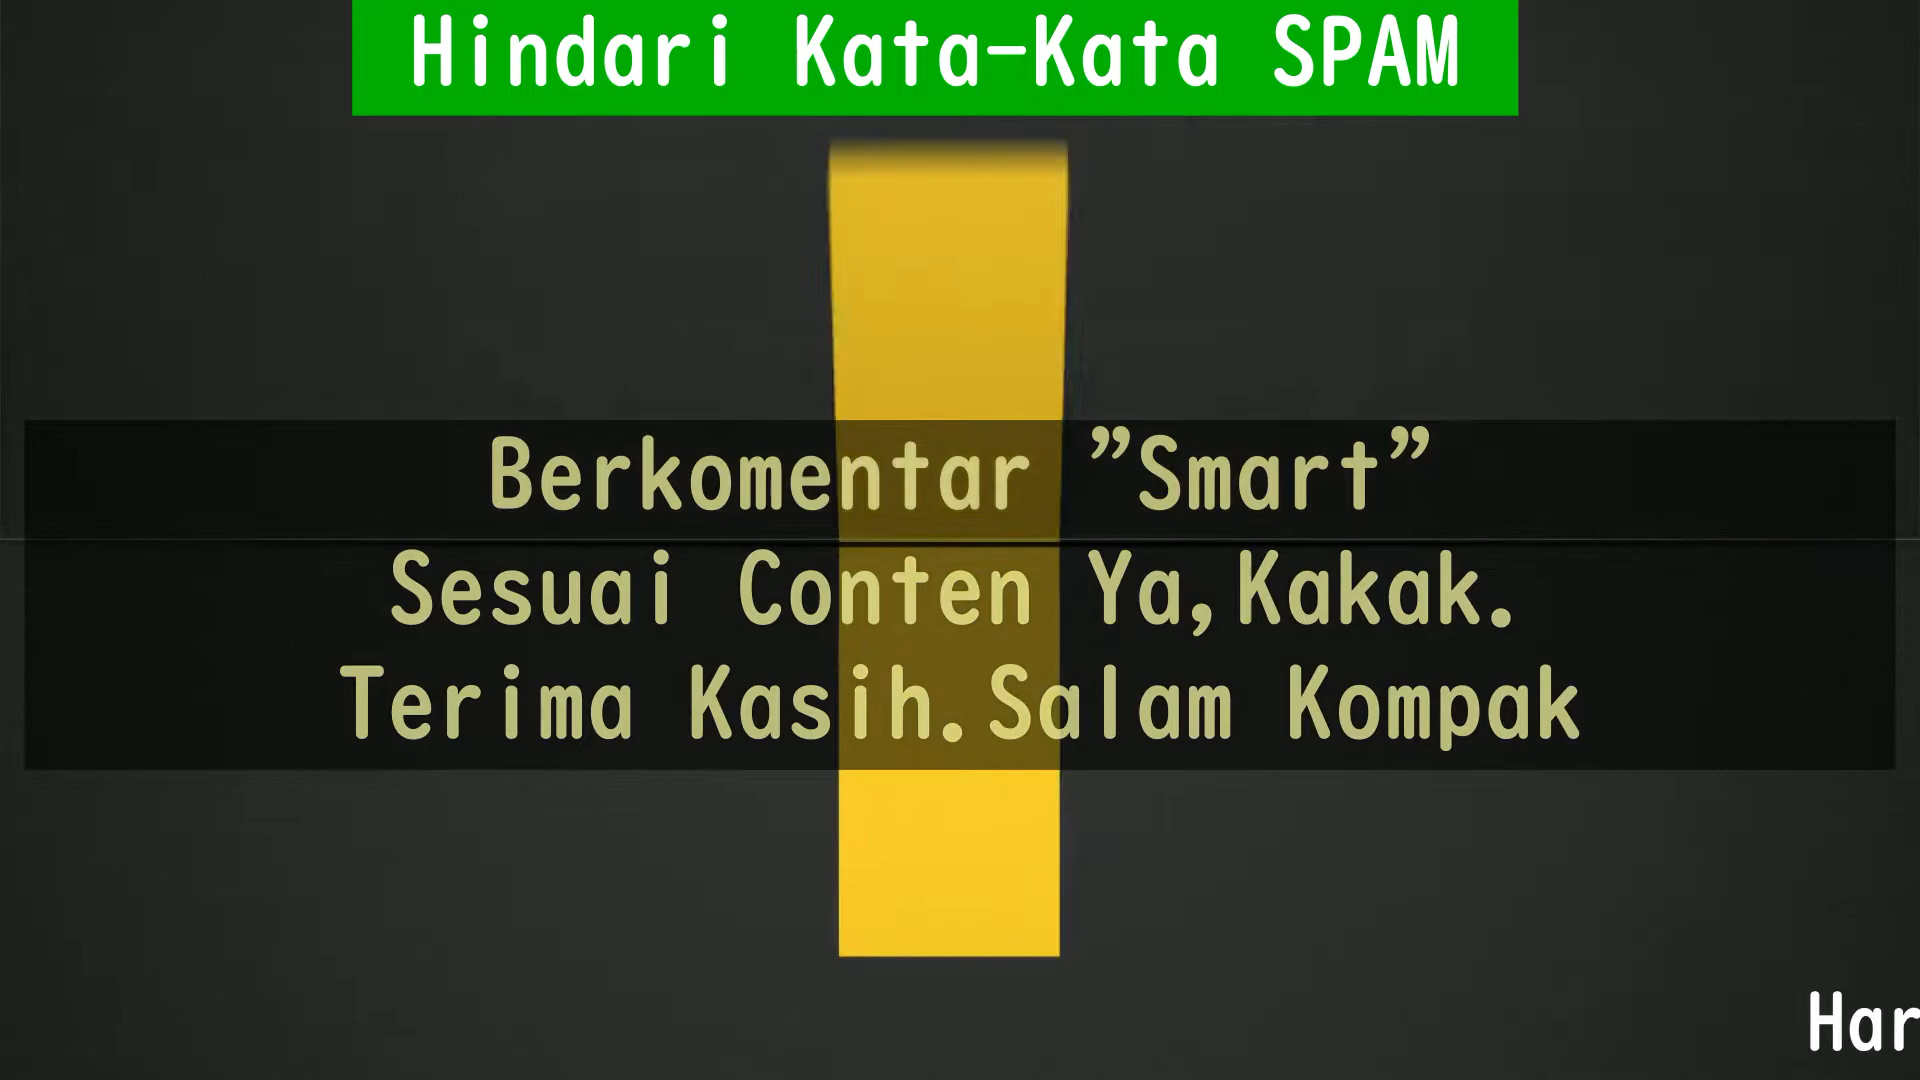 Hindari Kata-Kata SPAM
Berkomentar ”Smart”
Sesuai Conten Ya,Kakak.
Terima Kasih.Salam Kompak
Har